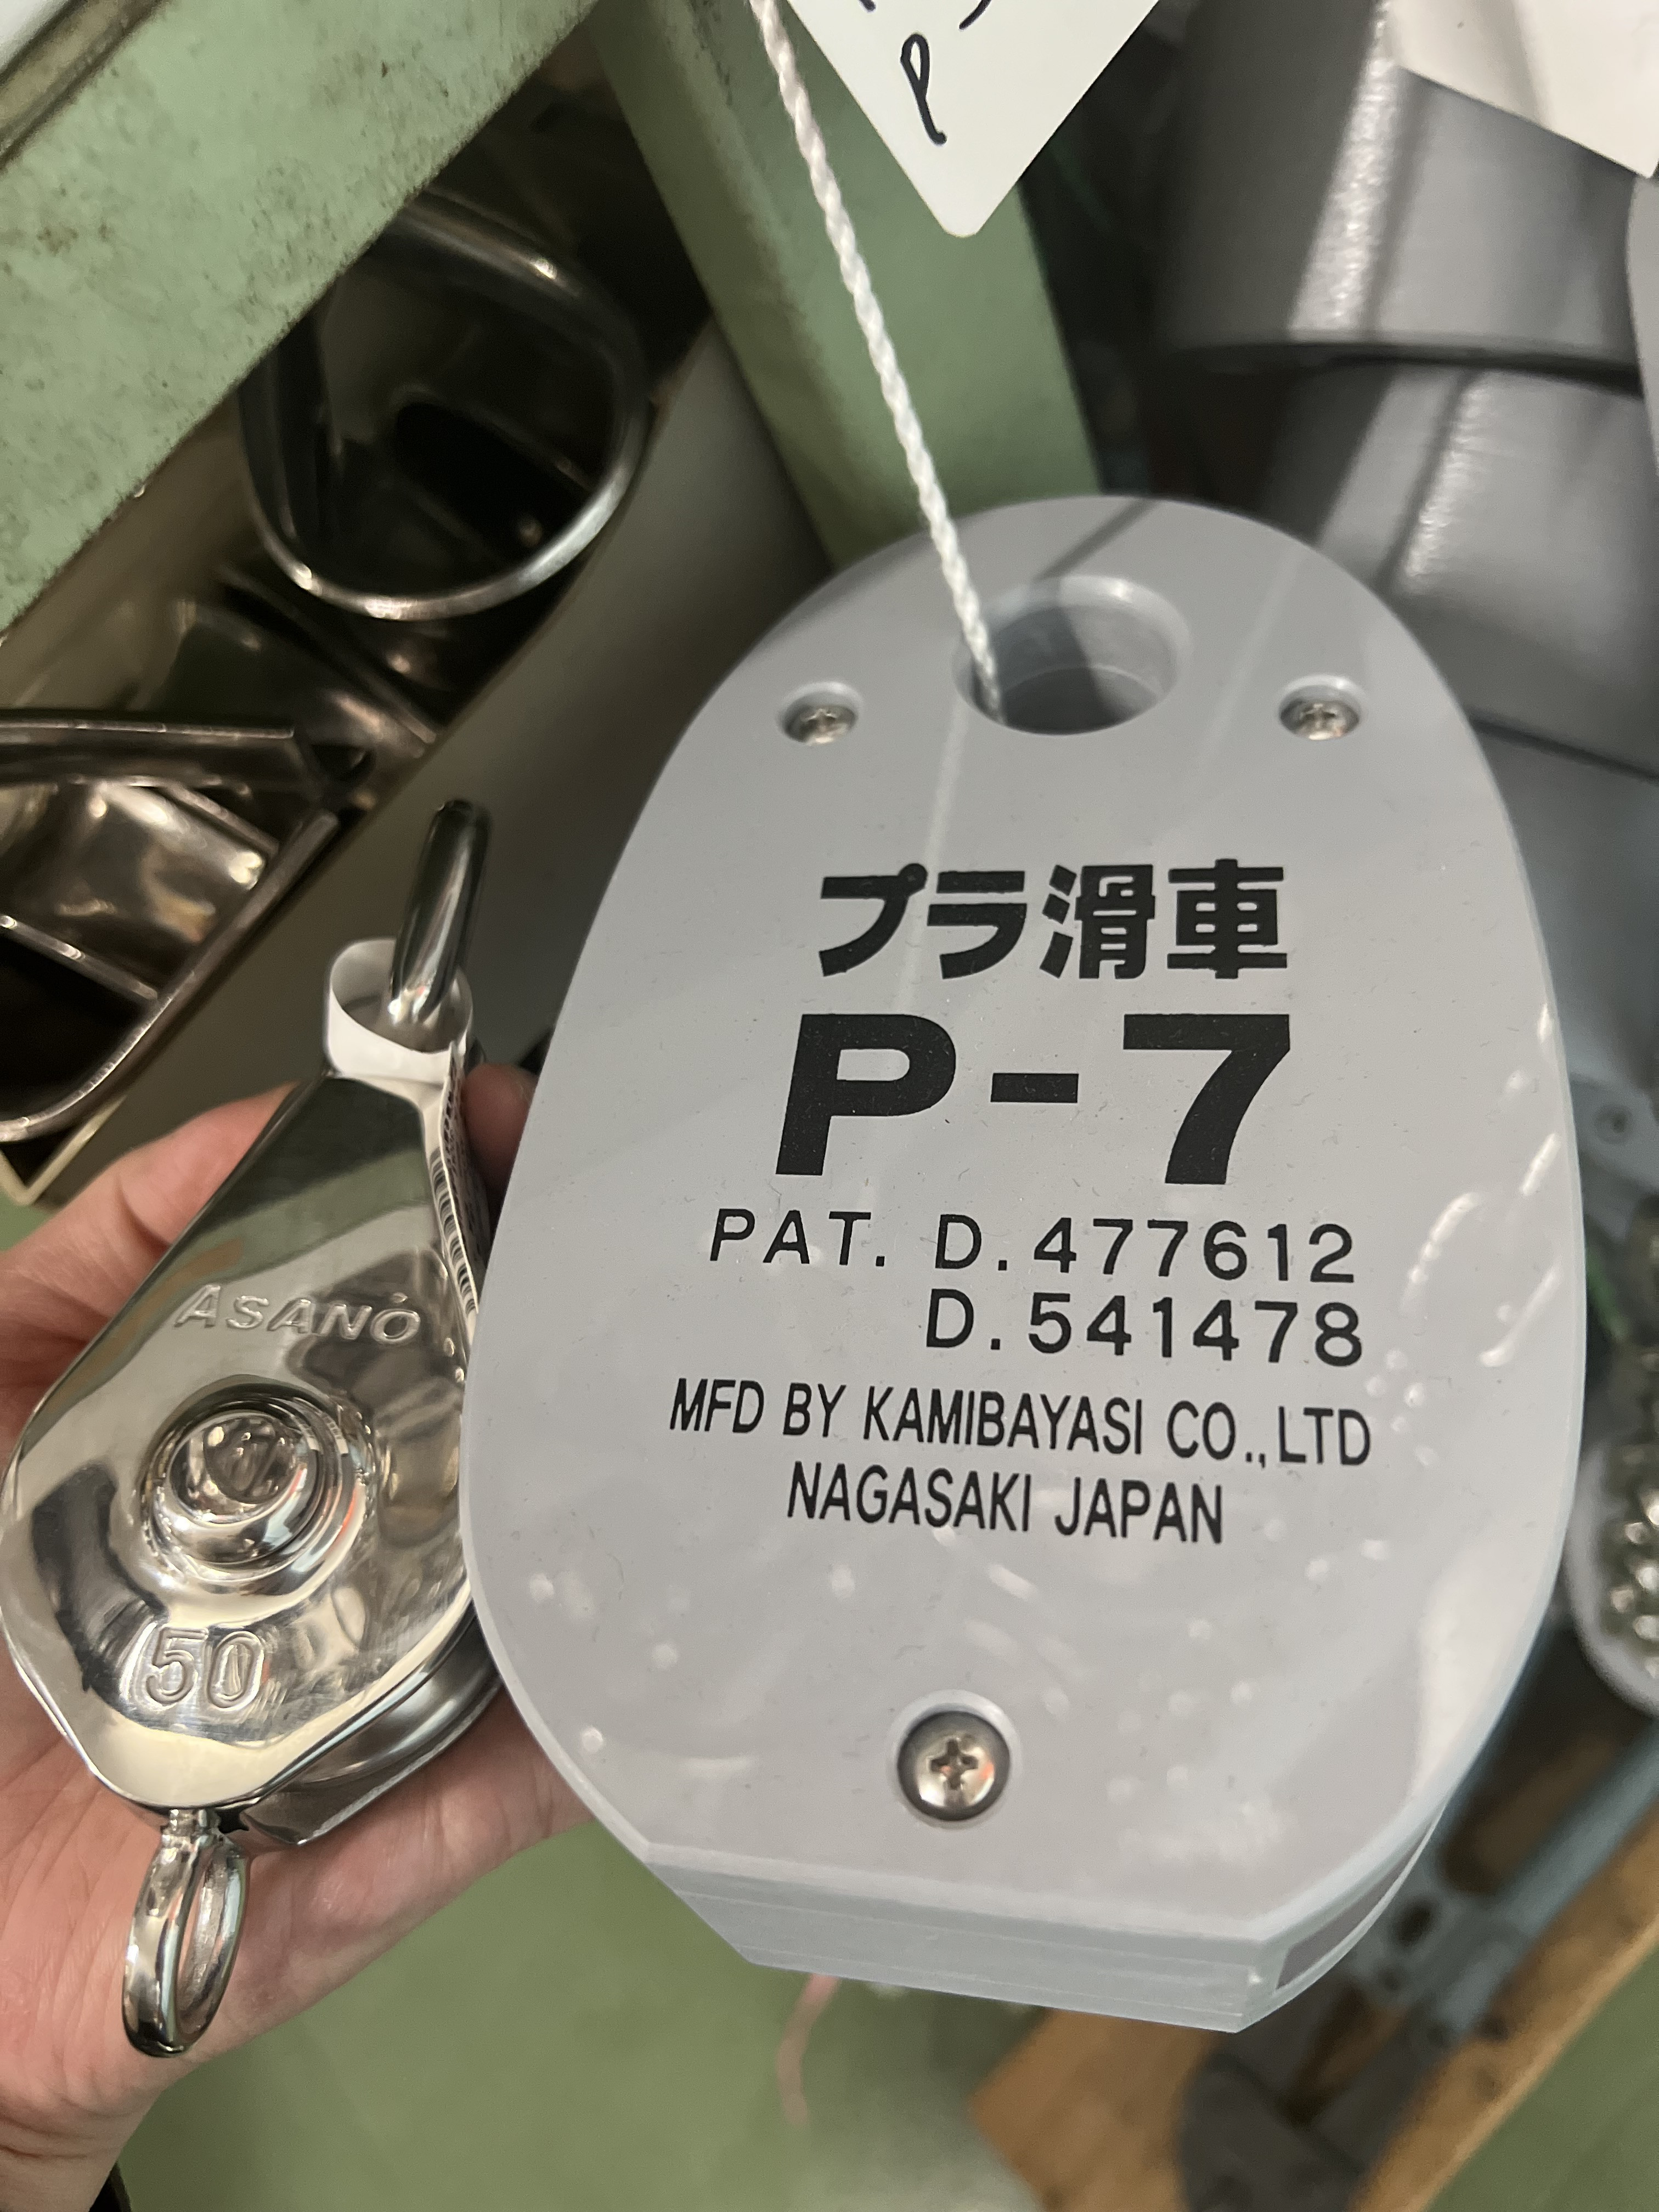 P
プラ滑車
P-7
PAT. D.477612
D.541478
MFD BY KAMIBAYASI CO.,LTD
NAGASAKI JAPAN
ASANO
50